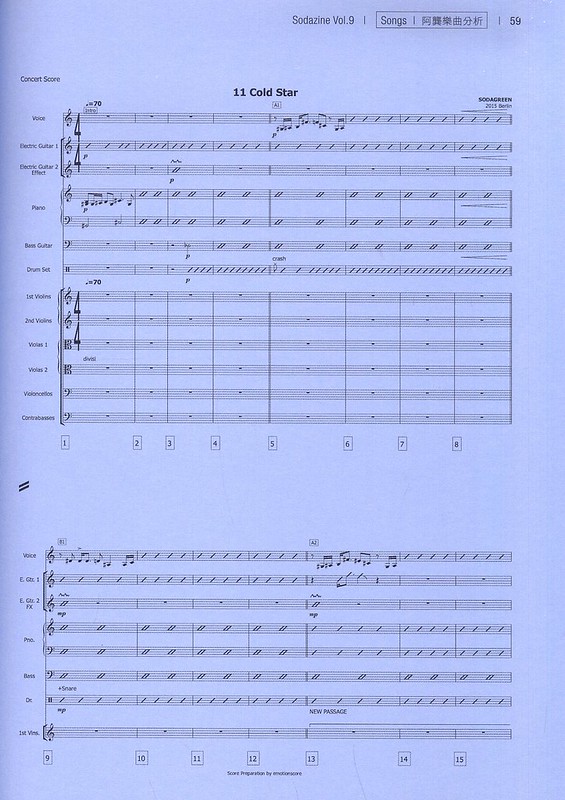 Sodazine Vol.9 | Songs | 阿龔樂曲分析 | 59
Concert Score
11 Cold Star
SODAGREEN
2015 Berlin
♩=70
Intro
A1
Voice
p
Electric Guitar 1
p
Electric Guitar 2
Effect
p
Piano
p
Bass Guitar
p
crash
Drum Set
p
♩=70
1st Violins
2nd Violins
Violas 1
divisi
Violas 2
Violoncellos
Contrabasses
1 2 3 4 5 6 7 8
B1
A2
Voice
E. Gtr. 1
E. Gtr. 2
FX
mp
mp
Pno.
Bass
+Snare
Dr.
mp
NEW PASSAGE
1st Vlns.
9 10 11 12 13 14 15
Score Preparation by emotionscore